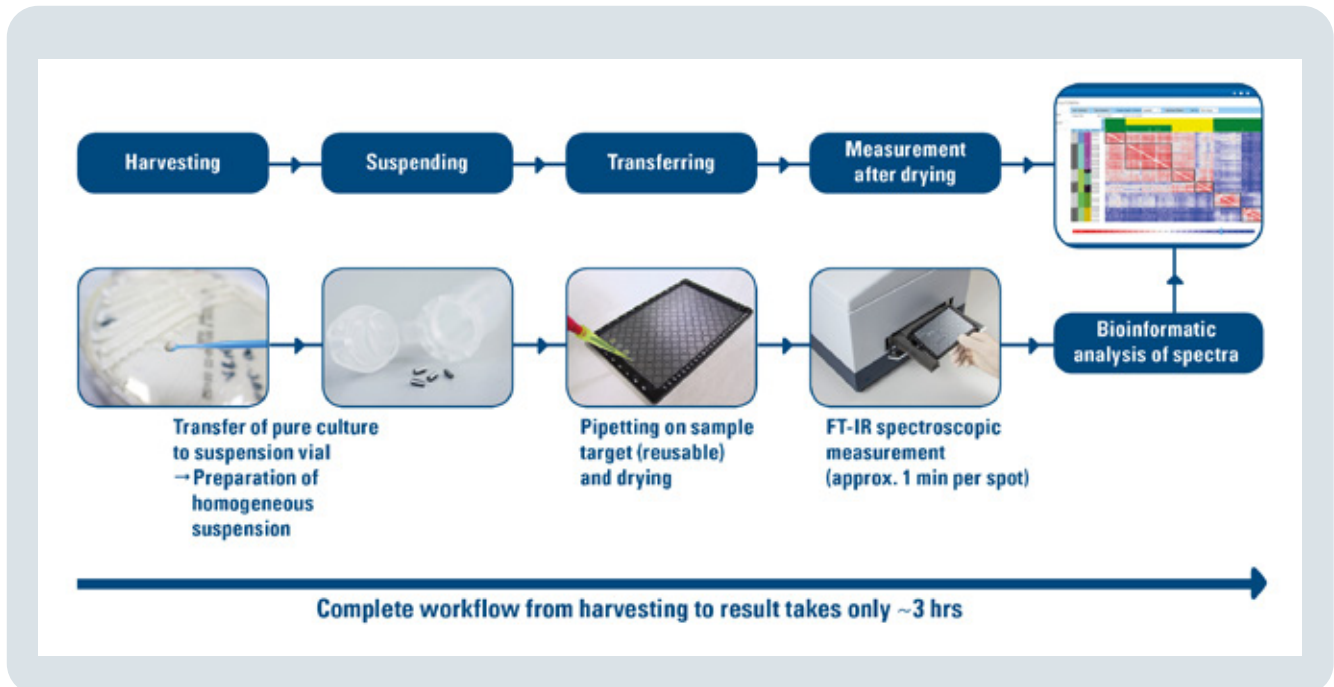 Harvesting
Suspending
Transferring
Measurement
after drying
Transfer of pure culture
to suspension vial
→ Preparation of
homogeneous
suspension
Pipetting on sample
target (reusable)
and drying
FT-IR spectroscopic
measurement
(approx. 1 min per spot)
Bioinformatic
analysis of spectra
Complete workflow from harvesting to result takes only ~3 hrs